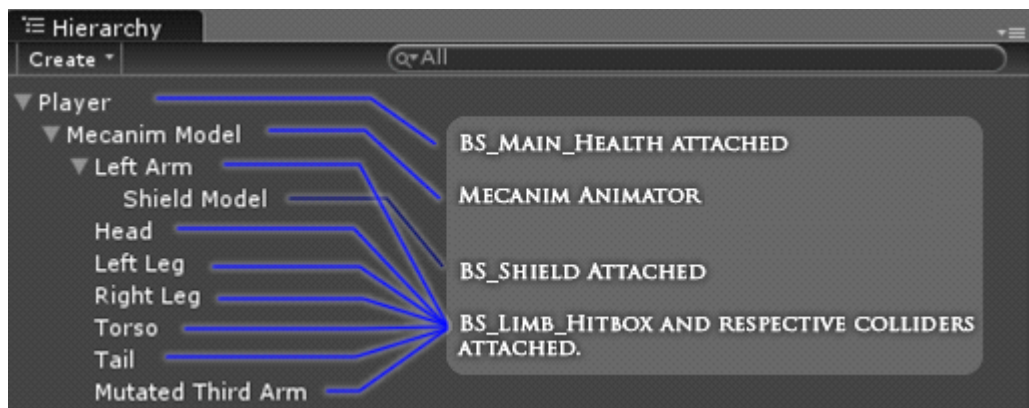 Hierarchy
Create
All
Player
Mecanim Model
Left Arm
Shield Model
Head
Left Leg
Right Leg
Torso
Tail
Mutated Third Arm
BS_Main_Health attached
Mecanim Animator
BS_Shield Attached
BS_Limb_Hitbox and respective colliders
attached.